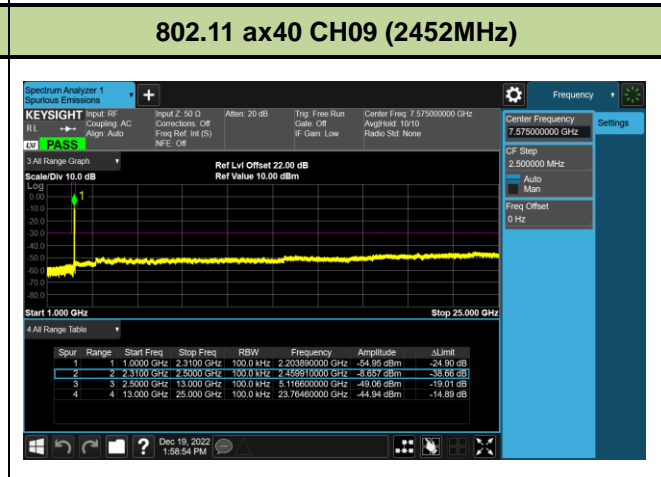 802.11 ax40 CH09 (2452MHz)
Spectrum Analyzer 1
Spurious Emissions
Frequency
KEYSIGHT
Input: RF
Coupling: AC
Align: Auto
Input Z: 50 Ω
Corrections: Off
Freq Ref: Int (S)
NFE: Off
Atten: 20 dB
Trig: Free Run
Gate: Off
IF Gain: Low
Center Freq: 7.575000000 GHz
Avg|Hold: 10/10
Radio Std: None
RL
LXI PASS
Center Frequency
7.575000000 GHz
Settings
CF Step
2.500000 MHz
Auto
Man
Freq Offset
0 Hz
3 All Range Graph
Scale/Div 10.0 dB
Ref Lvl Offset 22.00 dB
Ref Value 10.00 dBm
Log
0.00
1
-10.0
-20.0
-30.0
-40.0
-50.0
-60.0
-70.0
-80.0
Start 1.000 GHz Stop 25.000 GHz
4 All Range Table
Spur Range Start Freq Stop Freq RBW Frequency Amplitude ΔLimit
1 1 1.0000 GHz 2.3100 GHz 100.0 kHz 2.203890000 GHz -54.95 dBm -24.90 dB
2 2 2.3100 GHz 2.5000 GHz 100.0 kHz 2.459910000 GHz -8.657 dBm -38.66 dB
3 3 2.5000 GHz 13.000 GHz 100.0 kHz 5.116600000 GHz -49.06 dBm -19.01 dB
4 4 13.000 GHz 25.000 GHz 100.0 kHz 23.76460000 GHz -44.94 dBm -14.89 dB
?
Dec 19, 2022
1:58:54 PM